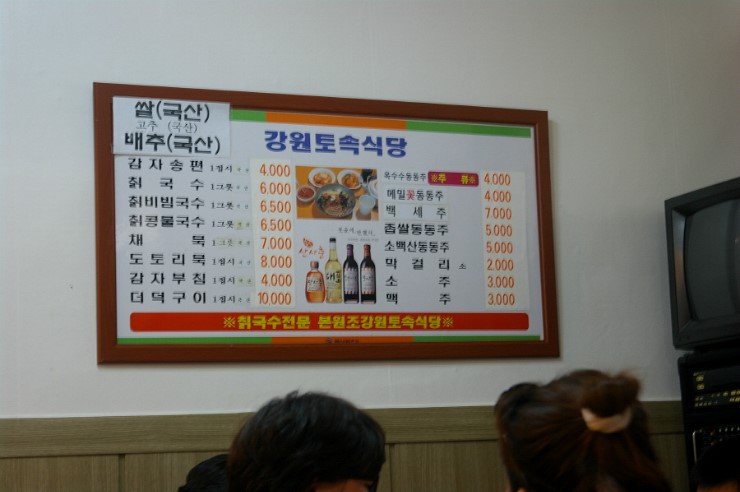 쌀(국산)
고추 (국산)
배추(국산)
강원토속식당
감자송편 1접시 4.000
칡국수 1그릇 6.000
칡비빔국수 1그릇 6.500
칡콩물국수 1그릇 6.500
채묵 1그릇 7.000
도토리묵 1접시 8.000
감자부침 1접시 4.000
더덕구이 1접시 10.000
산사춘
옥수수동동주 ※주류※ 4.000
메밀꽃동동주 4.000
백세주 7.000
좁쌀동동주 5.000
소백산동동주 5.000
막걸리 소 2.000
소주 3.000
맥주 3.000
※칡국수전문 본원조강원토속식당※